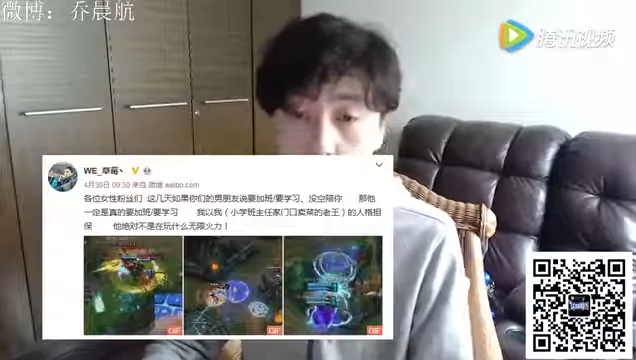 微博：乔晨航
腾讯视频
WE_草莓丶
4月30日 09:30 来自 微博 weibo.com
各位女性粉丝们 这几天如果你们的男朋友说要加班/要学习、没空陪你 那他
一定是真的要加班/要学习 我以我（小学班主任家门口卖菜的老王）的人格担
保 他绝对不是在玩什么无限火力！
GIF
GIF
GIF